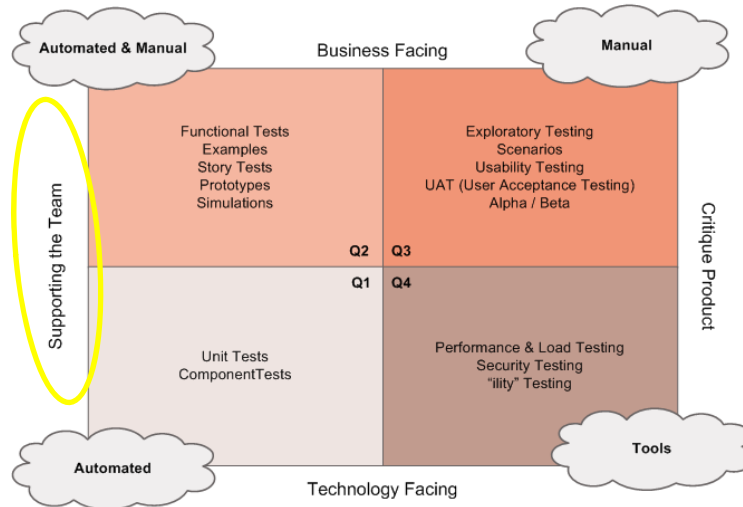 Automated & Manual
Business Facing
Manual
Functional Tests
Examples
Story Tests
Prototypes
Simulations
Exploratory Testing
Scenarios
Usability Testing
UAT (User Acceptance Testing)
Alpha / Beta
Supporting the Team
Critique Product
Q2
Q3
Q1
Q4
Unit Tests
ComponentTests
Performance & Load Testing
Security Testing
“ility” Testing
Automated
Technology Facing
Tools